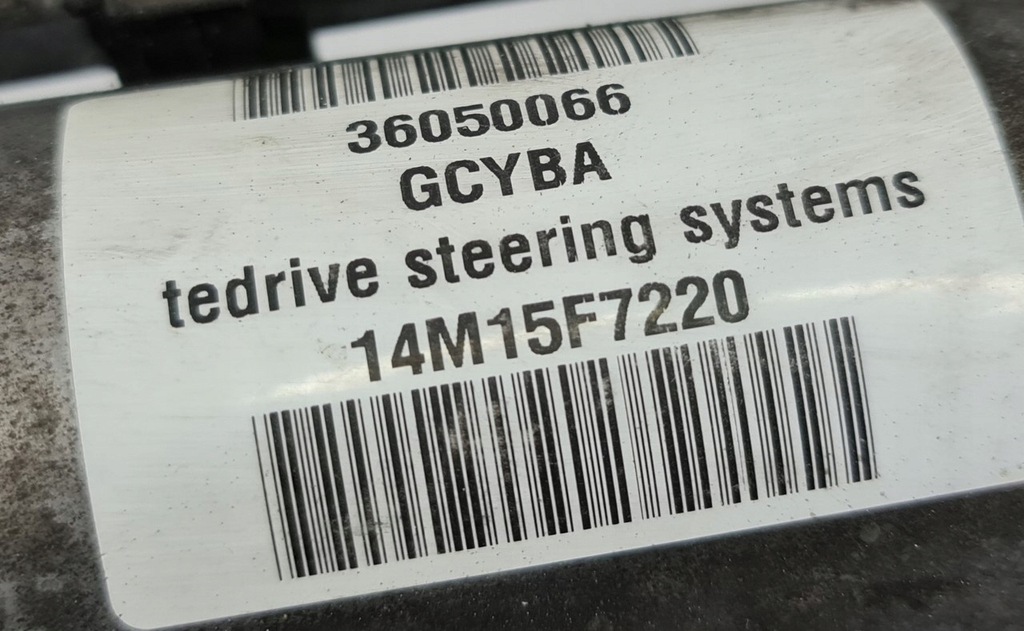 36050066
GCYBA
tedrive steering systems
14M15F7220